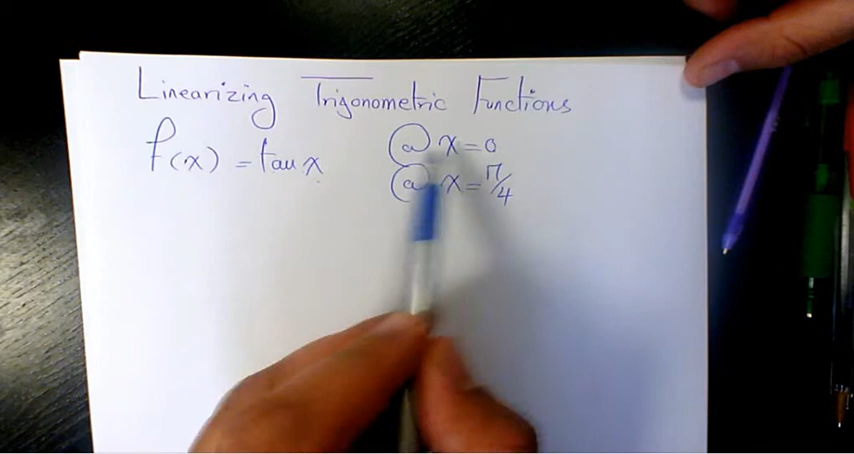 Linearizing Trigonometric Functions
f(x) = tan x @ x = 0
@ x = π/4